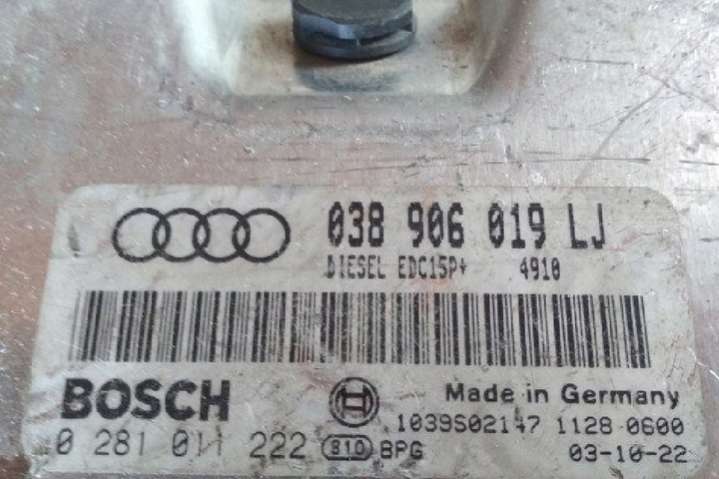 038 906 019 LJ
DIESEL EDC15P+ 4910
BOSCH
Made in Germany
1039S02147 1128 0600
0 281 011 222 910 BPG 03-10-22